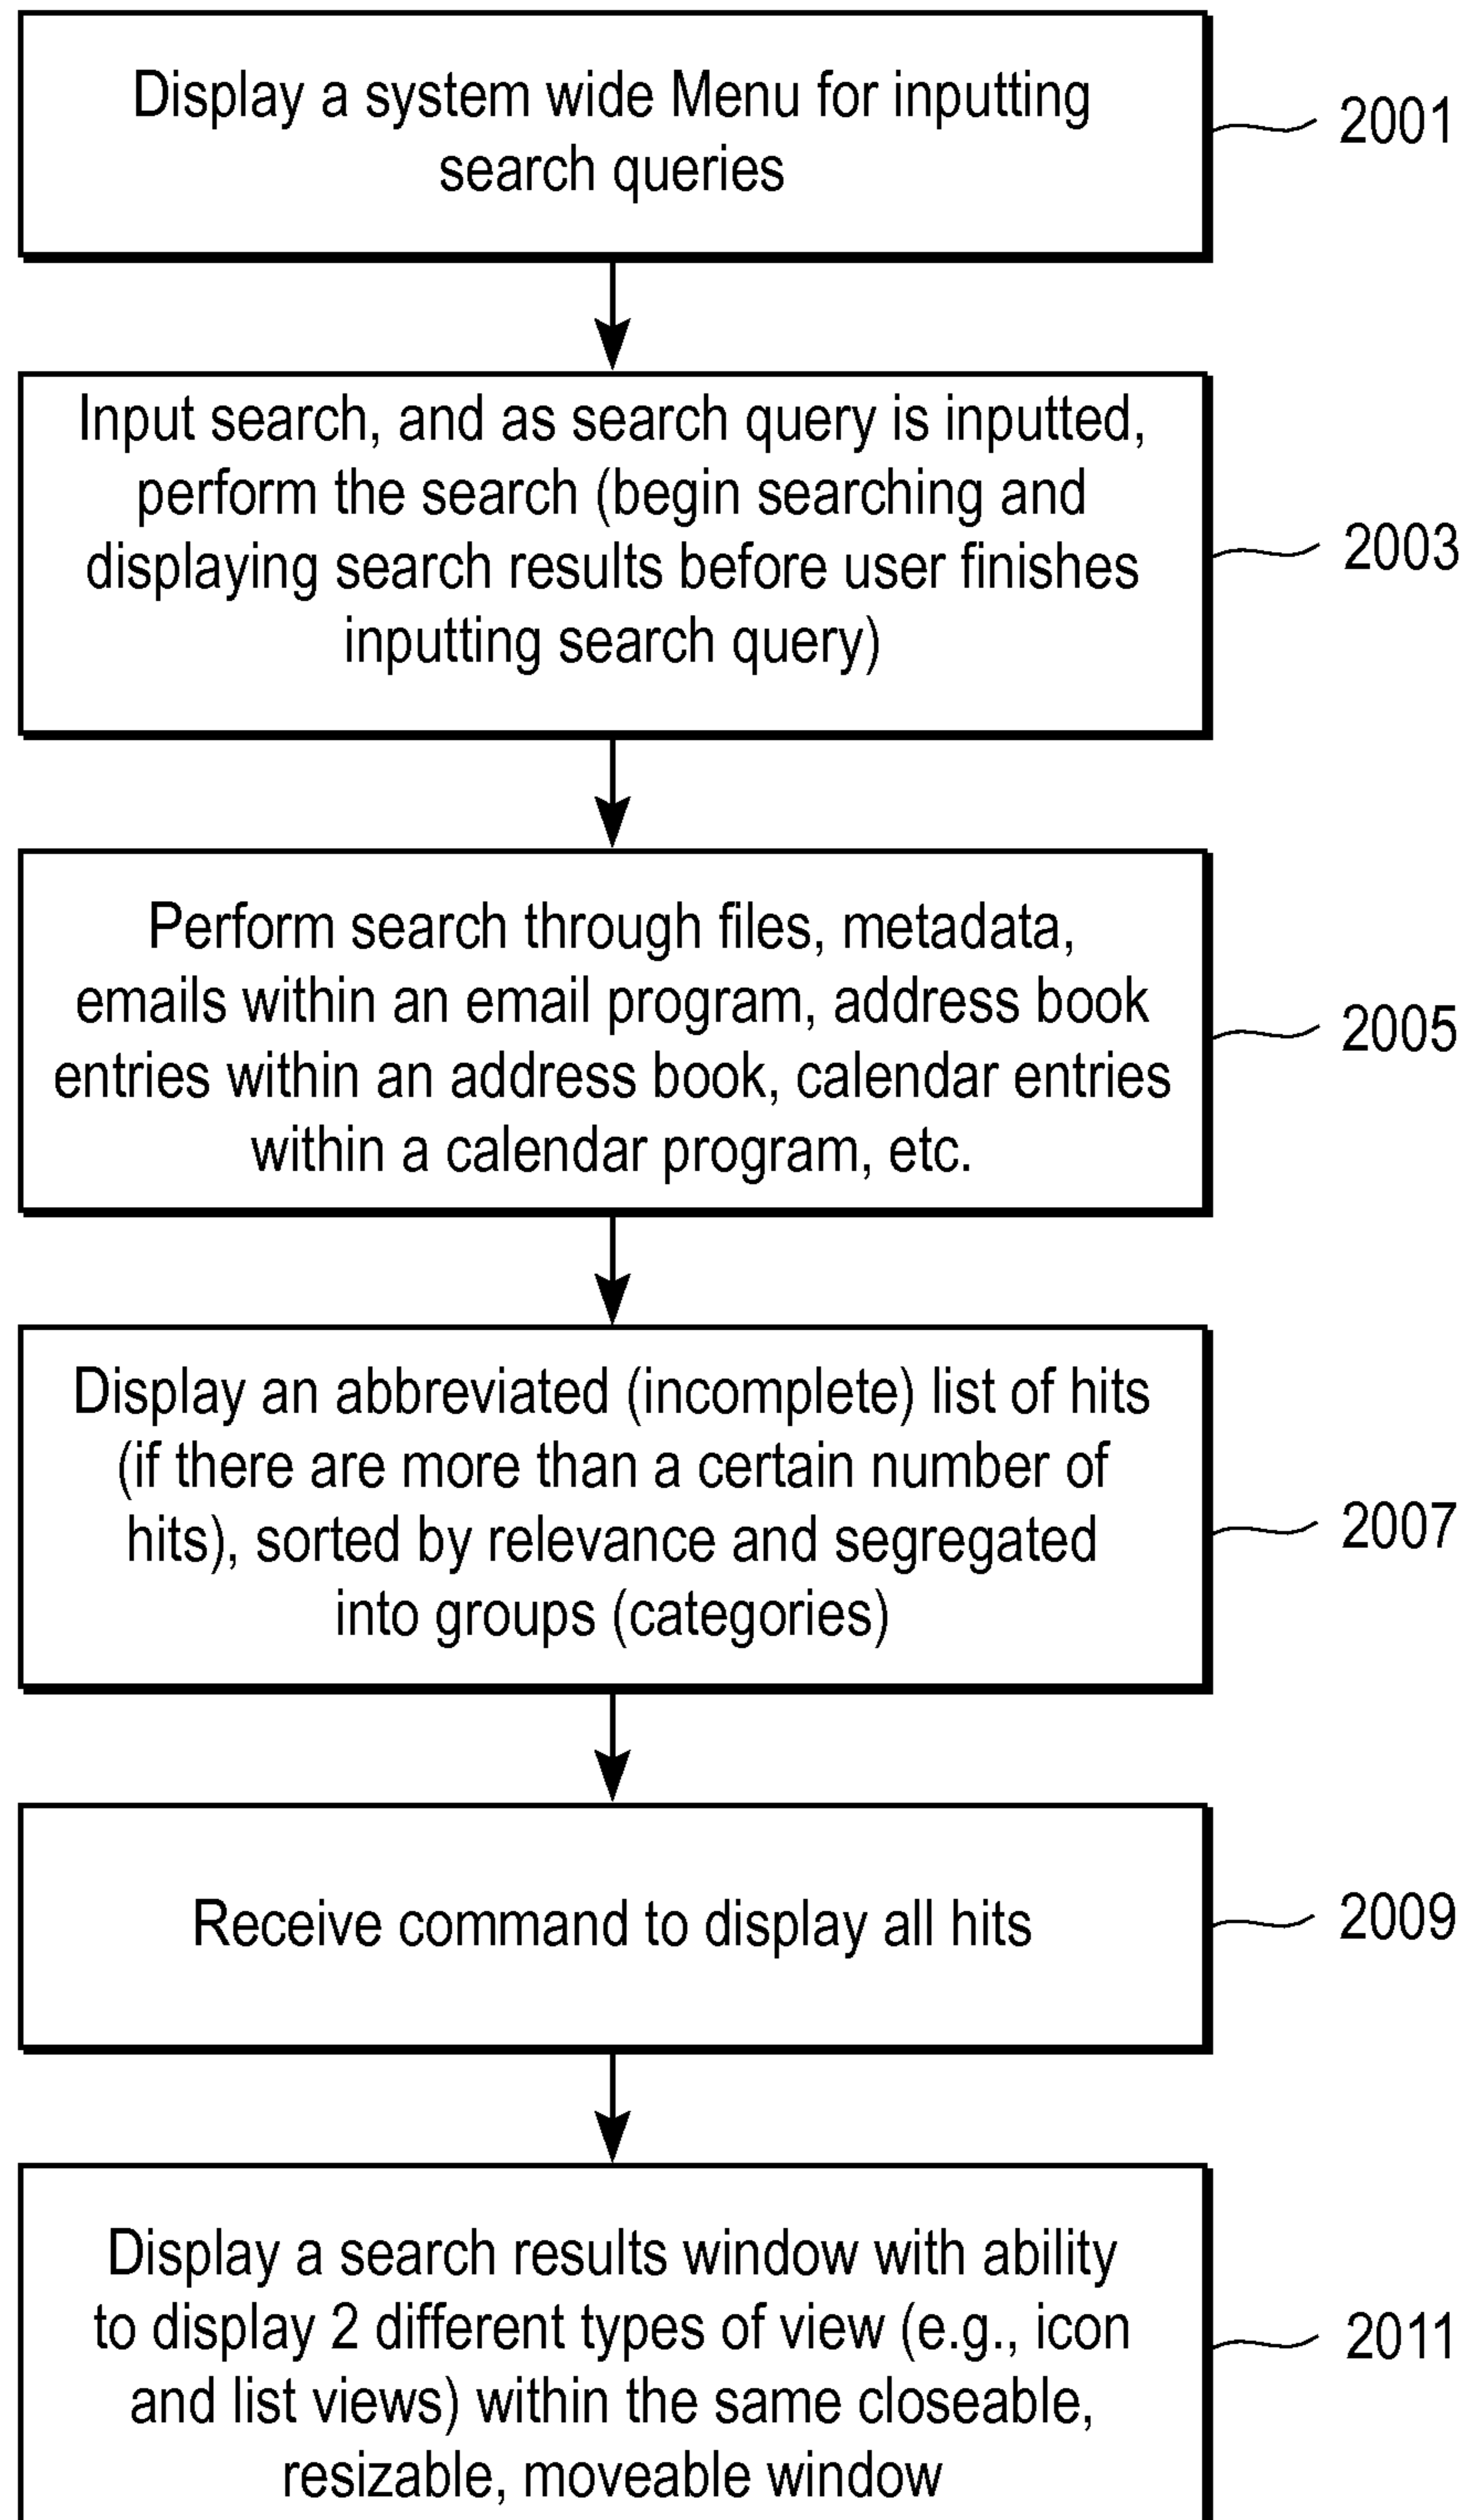 Display a system wide Menu for inputting
search queries
2001
Input search, and as search query is inputted,
perform the search (begin searching and
displaying search results before user finishes
inputting search query)
2003
Perform search through files, metadata,
emails within an email program, address book
entries within an address book, calendar entries
within a calendar program, etc.
2005
Display an abbreviated (incomplete) list of hits
(if there are more than a certain number of
hits), sorted by relevance and segregated
into groups (categories)
2007
Receive command to display all hits
2009
Display a search results window with ability
to display 2 different types of view (e.g., icon
and list views) within the same closeable,
resizable, moveable window
2011